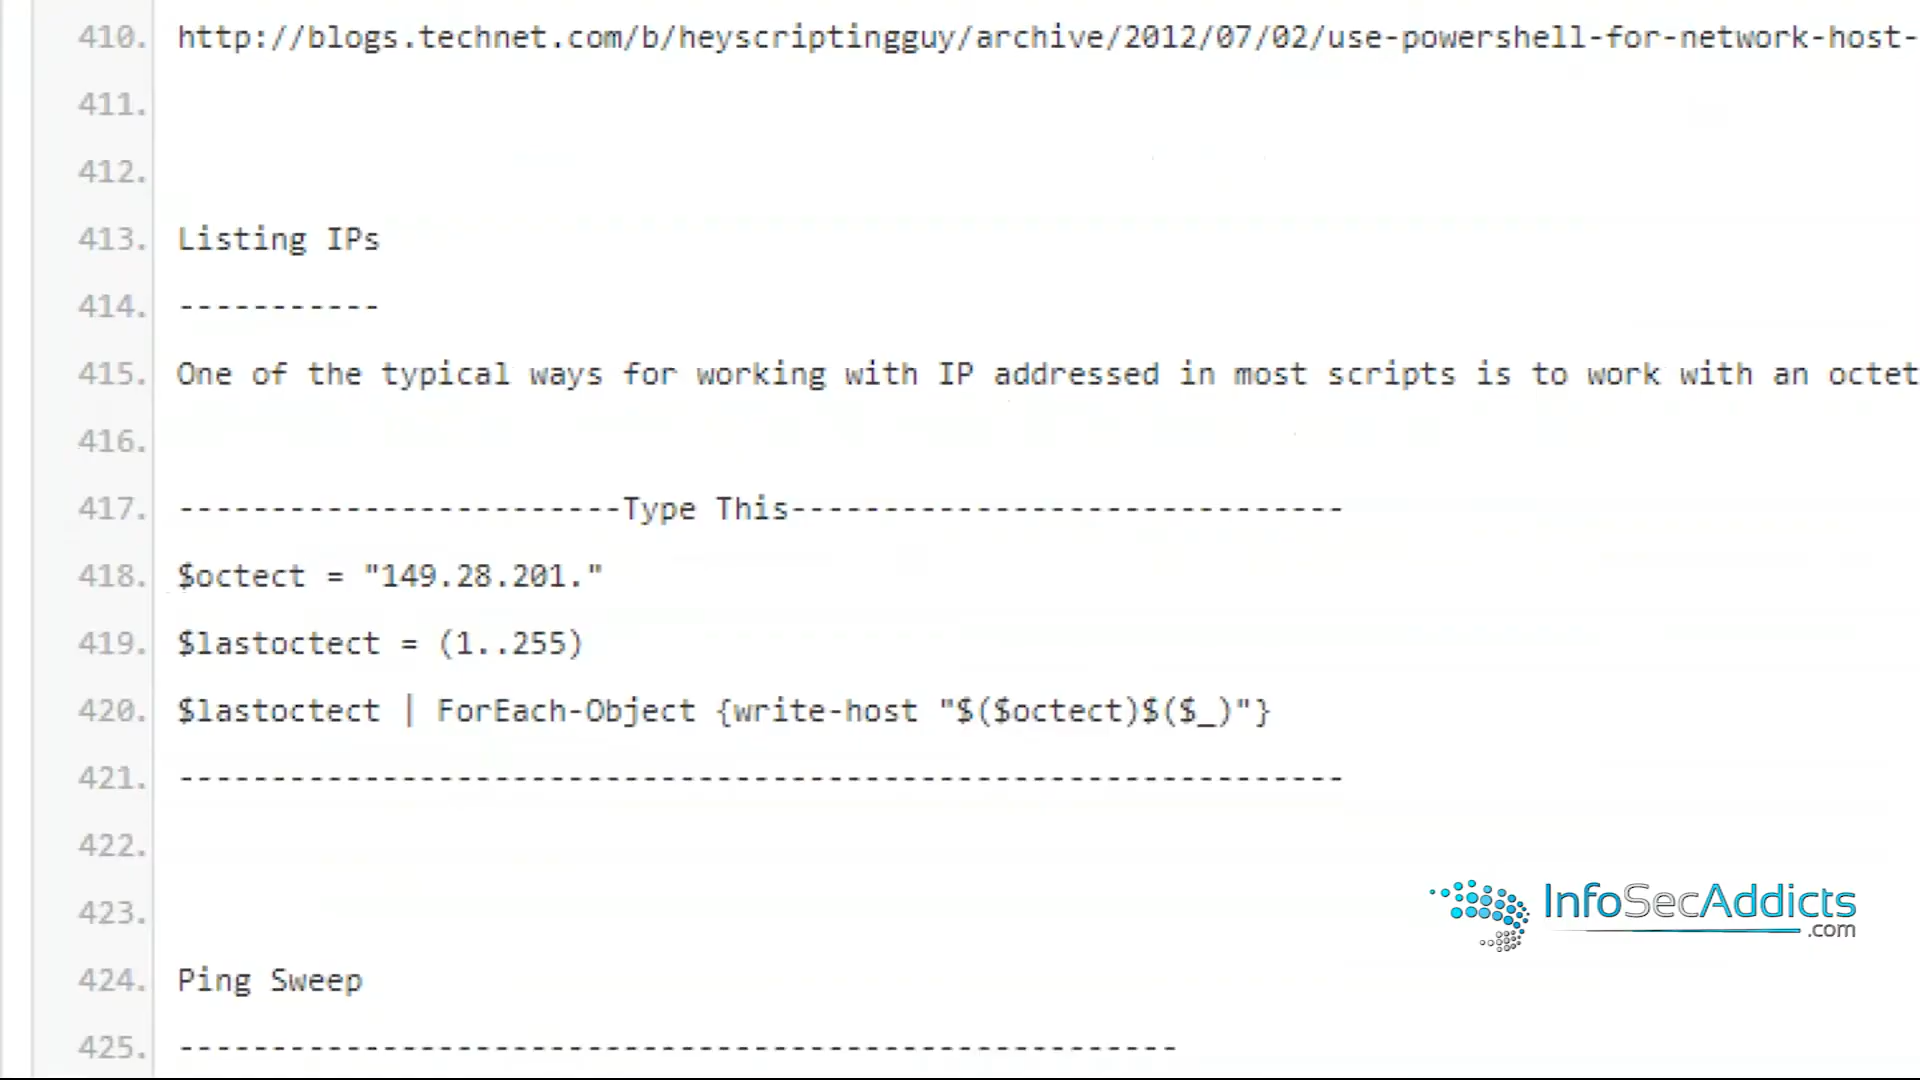 410. http://blogs.technet.com/b/heyscriptingguy/archive/2012/07/02/use-powershell-for-network-host-
411.
412.
413. Listing IPs
414. -----------
415. One of the typical ways for working with IP addressed in most scripts is to work with an octet
416.
417. ------------------------Type This------------------------------
418. $octect = "149.28.201."
419. $lastoctect = (1..255)
420. $lastoctect | ForEach-Object {write-host "$($octect)$($_)"}
421. ---------------------------------------------------------------
422.
423.
InfoSecAddicts
.com
424. Ping Sweep
425. ------------------------------------------------------